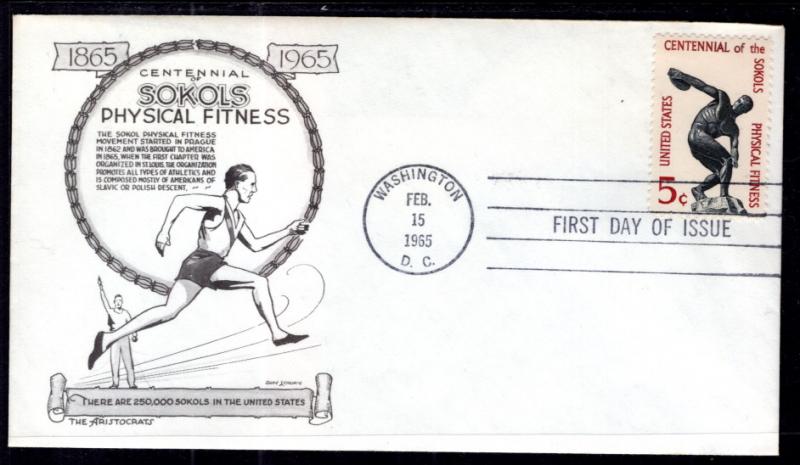 1865 1965
CENTENNIAL
OF
SOKOLS
PHYSICAL FITNESS
THE SOKOL PHYSICAL FITNESS
MOVEMENT STARTED IN PRAGUE
IN 1862 AND WAS BROUGHT TO AMERICA
IN 1865, WHEN THE FIRST CHAPTER WAS
ORGANIZED IN ST. LOUIS. THE ORGANIZATION
PROMOTES ALL TYPES OF ATHLETICS AND
IS COMPOSED MOSTLY OF AMERICANS OF
SLAVIC OR POLISH DESCENT.
THERE ARE 250,000 SOKOLS IN THE UNITED STATES
THE ARISTOCRATS
WASHINGTON
FEB.
15
1965
D. C.
FIRST DAY OF ISSUE
CENTENNIAL of the SOKOLS
PHYSICAL FITNESS
UNITED STATES
5¢